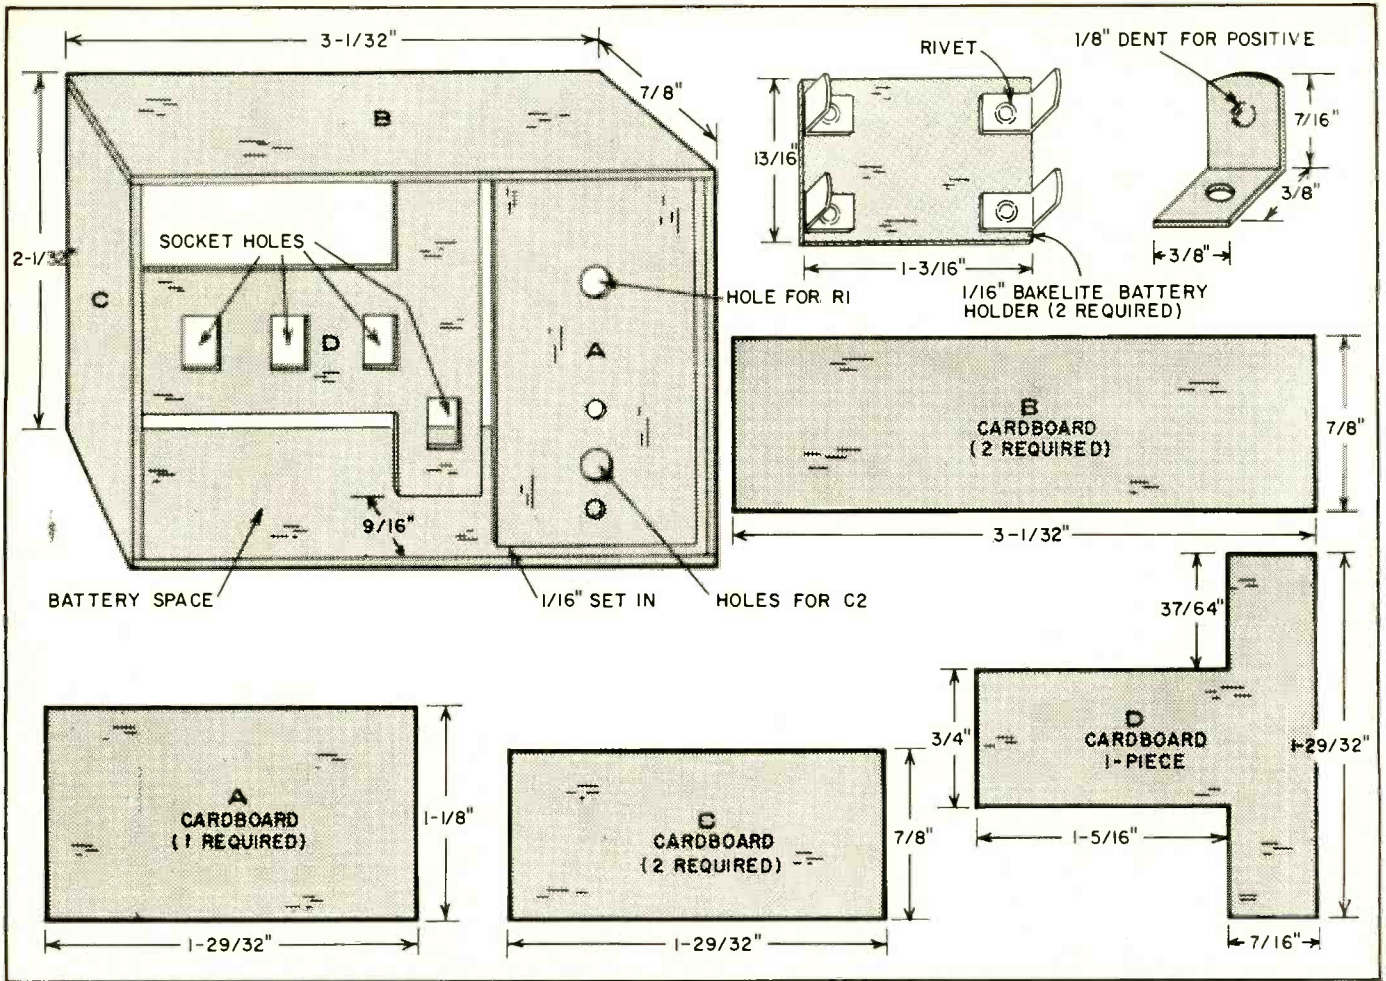 3-1/32"
7/8"
B
2-1/32"
C
SOCKET HOLES
D
A
HOLE FOR R1
9/16"
BATTERY SPACE
1/16" SET IN
HOLES FOR C2
RIVET
13/16"
1-3/16"
1/16" BAKELITE BATTERY
HOLDER (2 REQUIRED)
1/8" DENT FOR POSITIVE
7/16"
3/8"
3/8"
B
CARDBOARD
(2 REQUIRED)
7/8"
3-1/32"
A
CARDBOARD
(1 REQUIRED)
1-1/8"
1-29/32"
C
CARDBOARD
(2 REQUIRED)
7/8"
1-29/32"
37/64"
3/4"
D
CARDBOARD
1-PIECE
1-29/32"
1-5/16"
7/16"